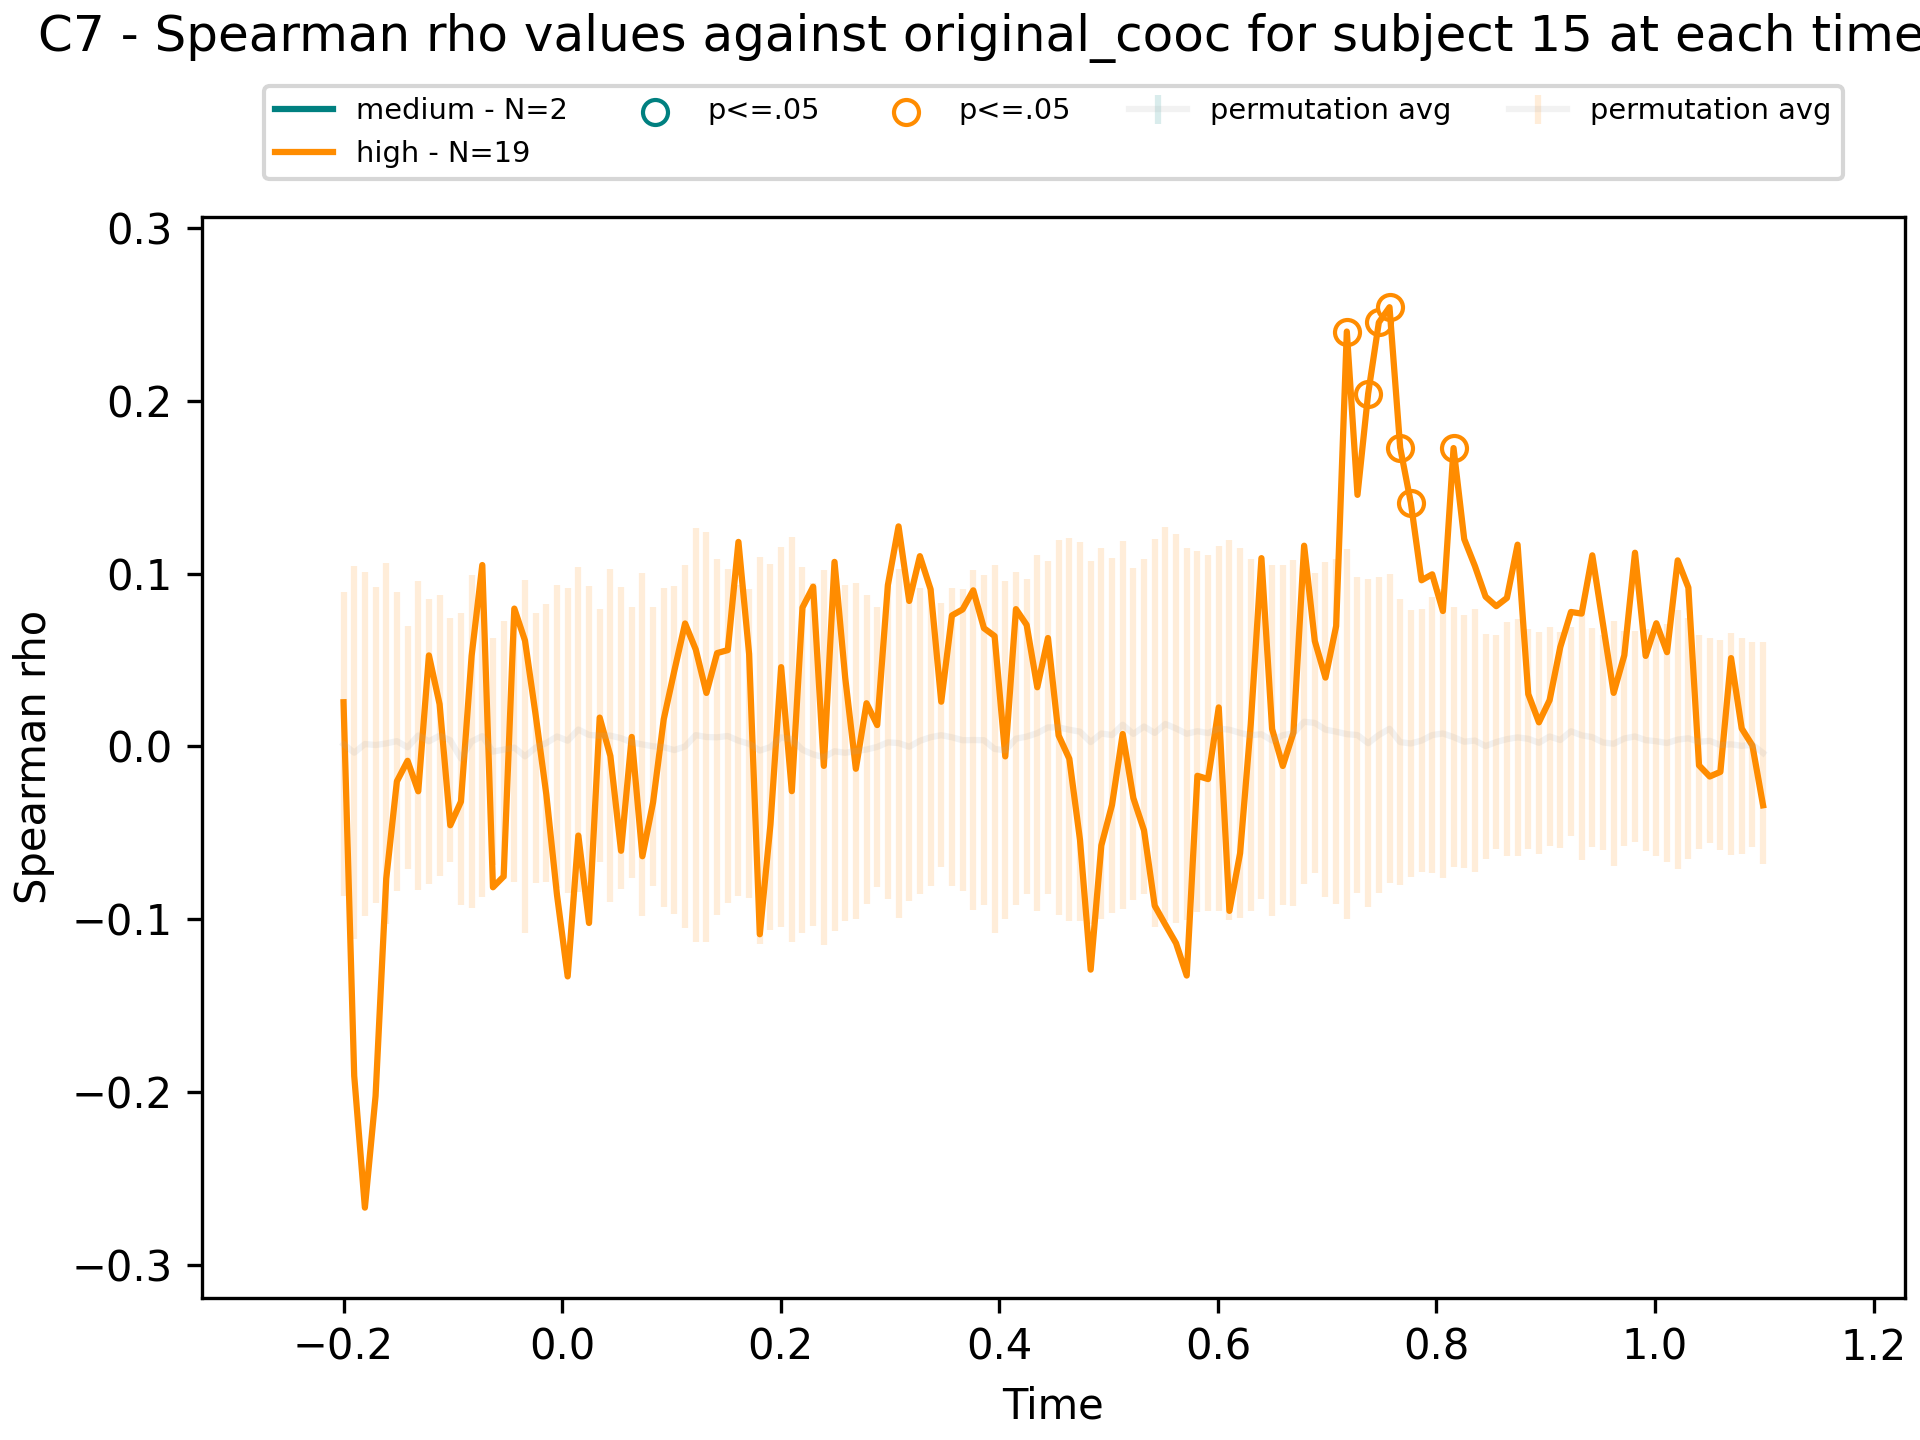 C7 - Spearman rho values against original_cooc for subject 15 at each time
medium - N=2
high - N=19
p<=.05
p<=.05
permutation avg
permutation avg
Spearman rho
0.3
0.2
0.1
0.0
−0.1
−0.2
−0.3
−0.2 0.0 0.2 0.4 0.6 0.8 1.0 1.2
Time